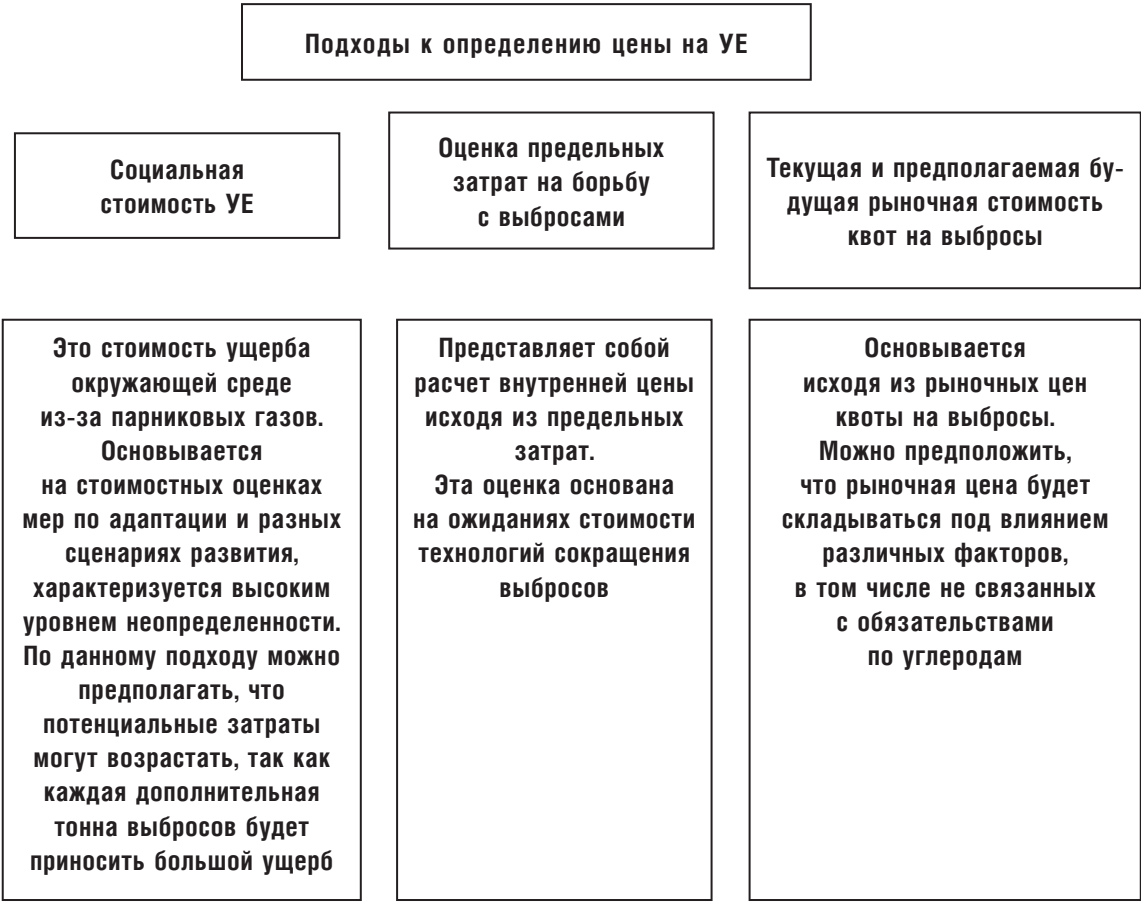 Подходы к определению цены на УЕ
Социальная
стоимость УЕ
Оценка предельных
затрат на борьбу
с выбросами
Текущая и предполагаемая бу-
дущая рыночная стоимость
квот на выбросы
Это стоимость ущерба
окружающей среде
из-за парниковых газов.
Основывается
на стоимостных оценках
мер по адаптации и разных
сценариях развития,
характеризуется высоким
уровнем неопределенности.
По данному подходу можно
предполагать, что
потенциальные затраты
могут возрастать, так как
каждая дополнительная
тонна выбросов будет
приносить большой ущерб
Представляет собой
расчет внутренней цены
исходя из предельных
затрат.
Эта оценка основана
на ожиданиях стоимости
технологий сокращения
выбросов
Основывается
исходя из рыночных цен
квоты на выбросы.
Можно предположить,
что рыночная цена будет
складываться под влиянием
различных факторов,
в том числе не связанных
с обязательствами
по углеродам